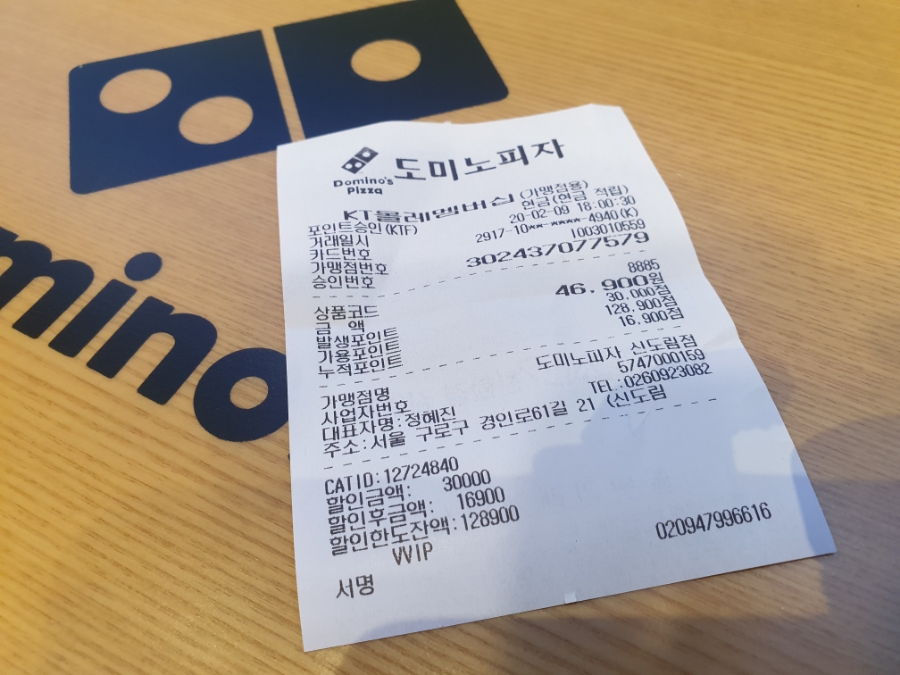 mino
Domino's
Pizza
도미노피자
KT올레멤버십 (가맹점용)
포인트승인(KTF) 현금(현금 적립)
거래일시 20-02-09 18:00:30
카드번호 2917-10**-****-4940(K)
가맹점번호 1003010559
승인번호 302437077579
상품코드 8885
금 액 46,900원
발생포인트 30,000점
가용포인트 128,900점
누적포인트 16,900점
가맹점명 도미노피자 신도림점
사업자번호 5747000159
대표자명:정혜진 TEL:0260923082
주소:서울 구로구 경인로61길 21 (신도림
CATID:12724840
할인금액: 30000
할인후금액: 16900
할인한도잔액:128900
VVIP 020947996616
서명